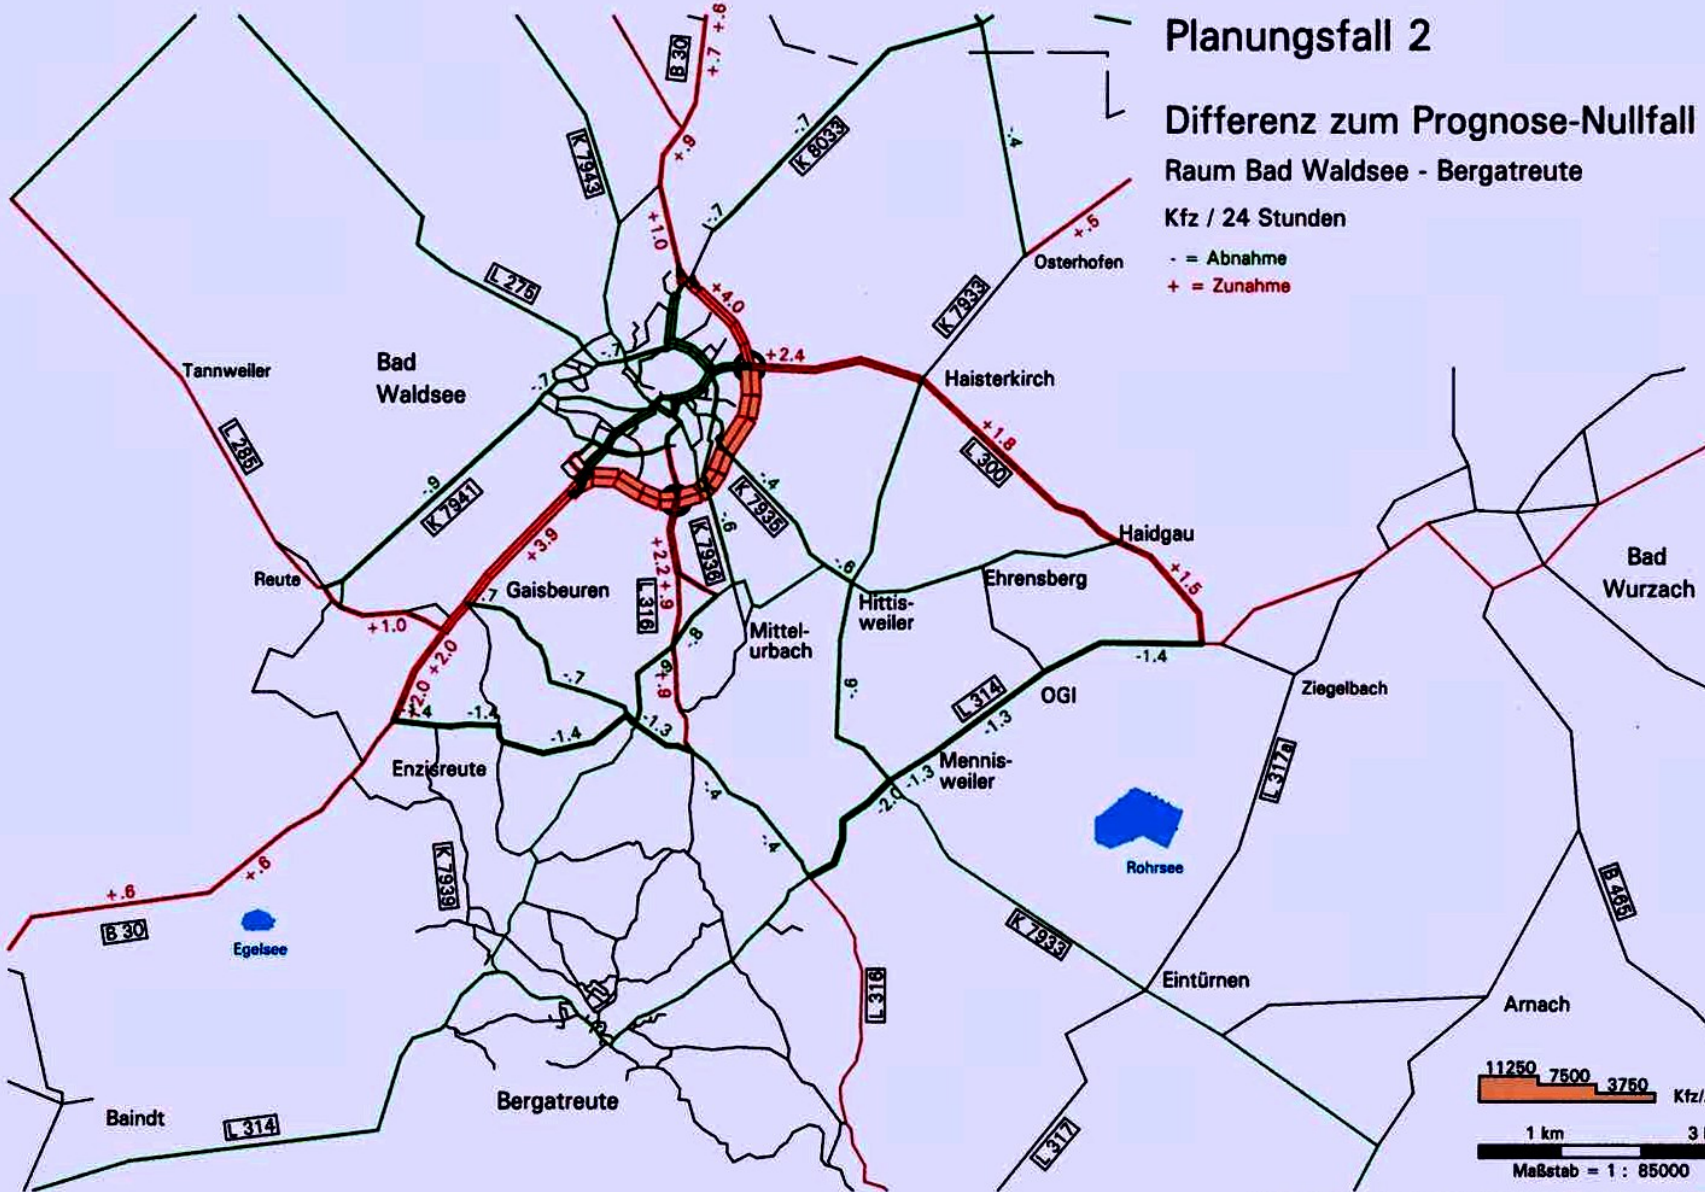 Planungsfall 2
Differenz zum Prognose-Nullfall
Raum Bad Waldsee - Bergatreute
Kfz / 24 Stunden
- = Abnahme
+ = Zunahme
+.6
+.7
B 30
+.9
K 7943
-.7
K 8033
-.4
+.5
Osterhofen
-.7
+1.0
L 275
+4.0
K 7933
Tannweiler
Bad
Waldsee
-.7
-.7
+2.4
Haisterkirch
L 285
+1.8
L 300
-.9
K 7941
-.4
K 7935
-.6
K 7936
+3.9
Haidgau
Bad
Wurzach
Reute
Gaisbeuren
-.7
+2.2
+.9
L 316
-.6
Ehrensberg
+1.5
Hittis-
weiler
+1.0
Mittel-
urbach
-.8
+2.0
+2.0
-.7
+.9
-.6
-1.4
OGI
L 314
Ziegelbach
-1.4
-1.4
-1.3
-1.3
-1.4
Enzisreute
-.4
Mennis-
weiler
-1.3
-2.0
L 317a
Rohrsee
-.4
K 7939
+.6
+.6
B 30
Egelsee
B 465
K 7933
L 316
Eintürnen
Arnach
Bergatreute
Baindt
L 314
L 317
11250 7500 3750
Kfz/
1 km 3
Maßstab = 1 : 85000